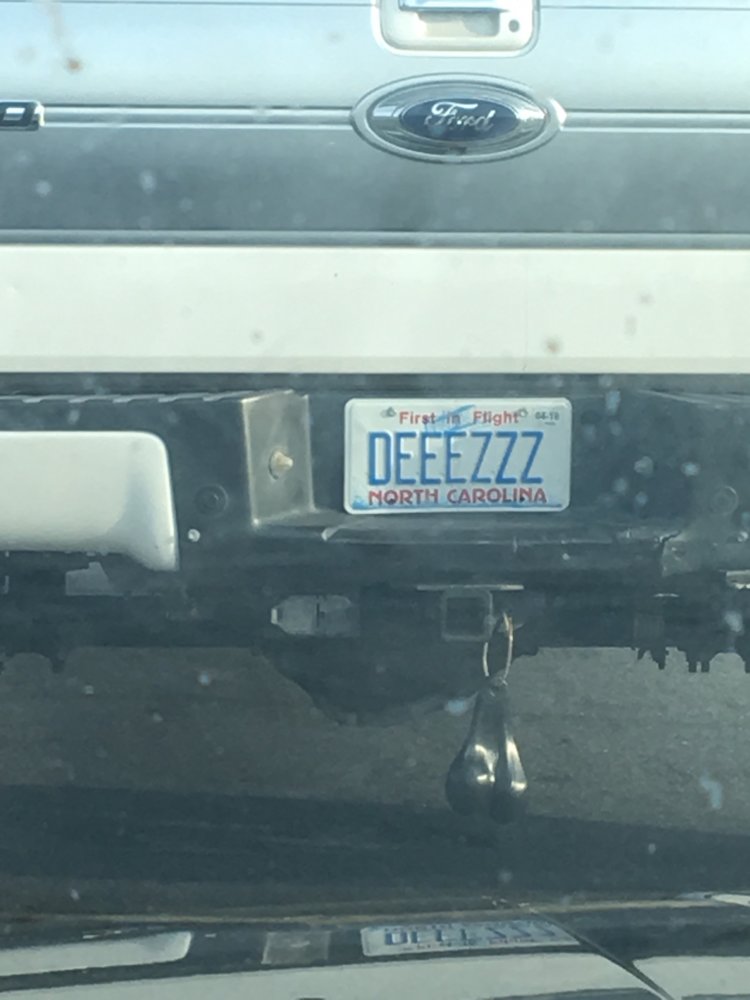 Ford
First in Flight
DEEEZZZ
NORTH CAROLINA